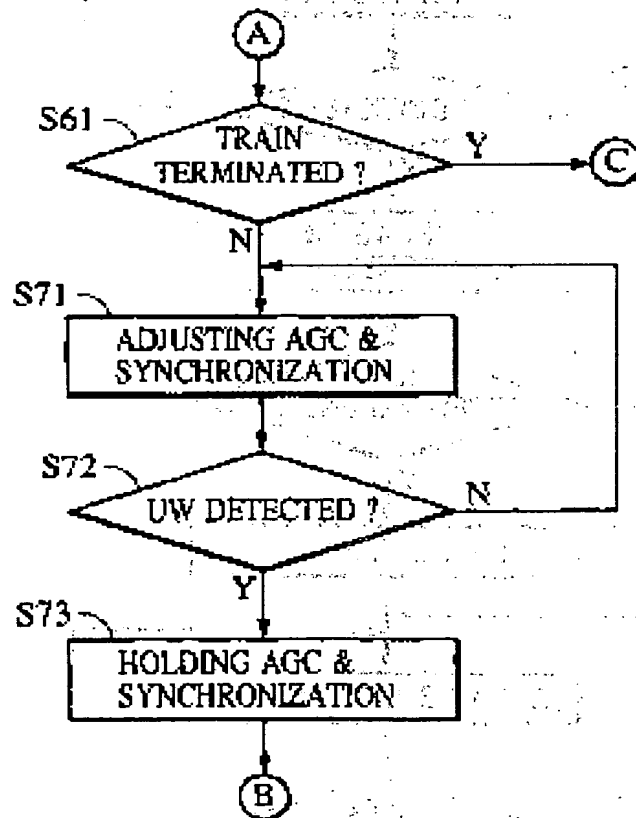 A
S61
TRAIN
TERMINATED ?
Y
C
N
S71
ADJUSTING AGC &
SYNCHRONIZATION
S72
UW DETECTED ?
N
Y
S73
HOLDING AGC &
SYNCHRONIZATION
B